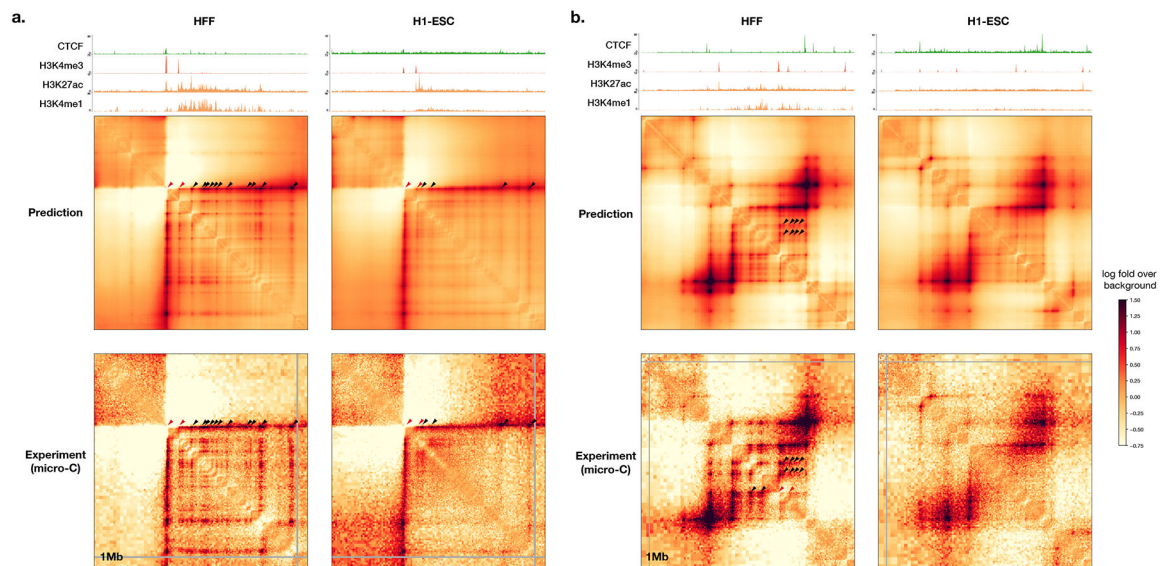 a.
HFF
H1-ESC
CTCF
H3K4me3
H3K27ac
H3K4me1
Prediction
Experiment
(micro-C)
1Mb
b.
HFF
H1-ESC
CTCF
H3K4me3
H3K27ac
H3K4me1
Prediction
Experiment
(micro-C)
1Mb
log fold over
background
1.50
1.25
1.00
0.75
0.50
0.25
0.00
−0.25
−0.50
−0.75